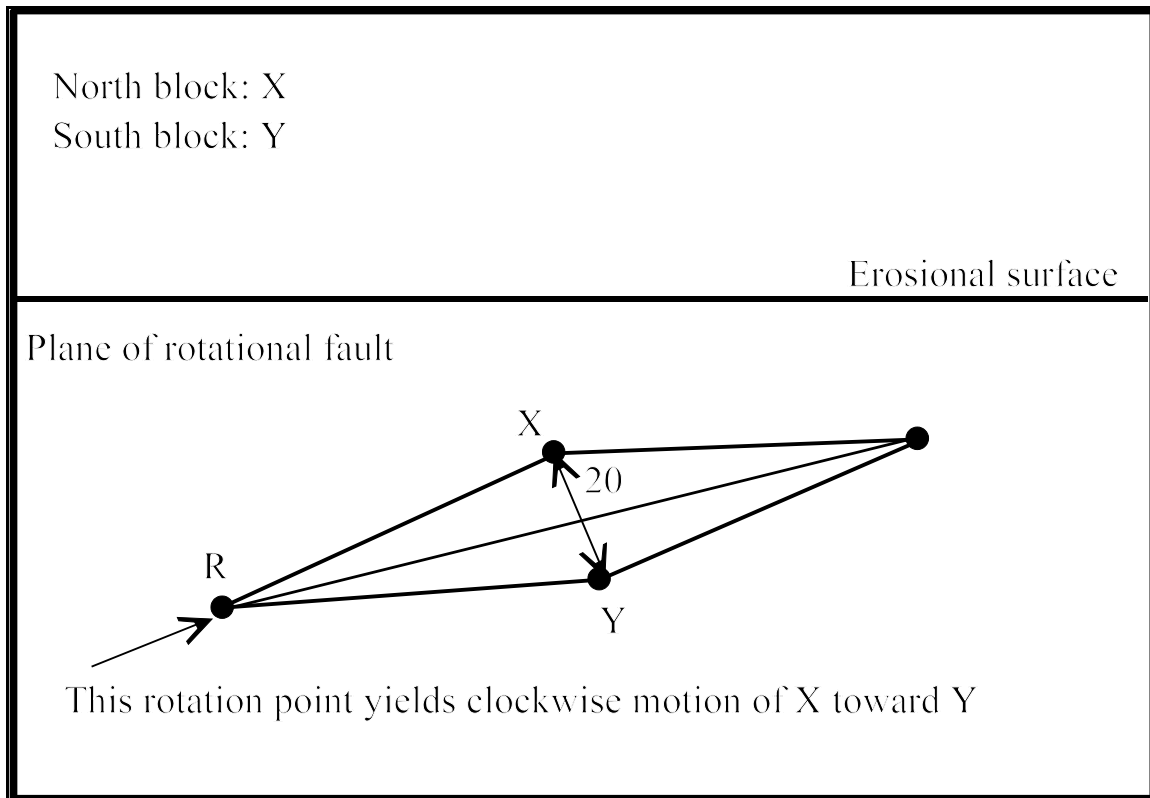 North block: X
South block: Y
Erosional surface
Plane of rotational fault
X
20
R
Y
This rotation point yields clockwise motion of X toward Y